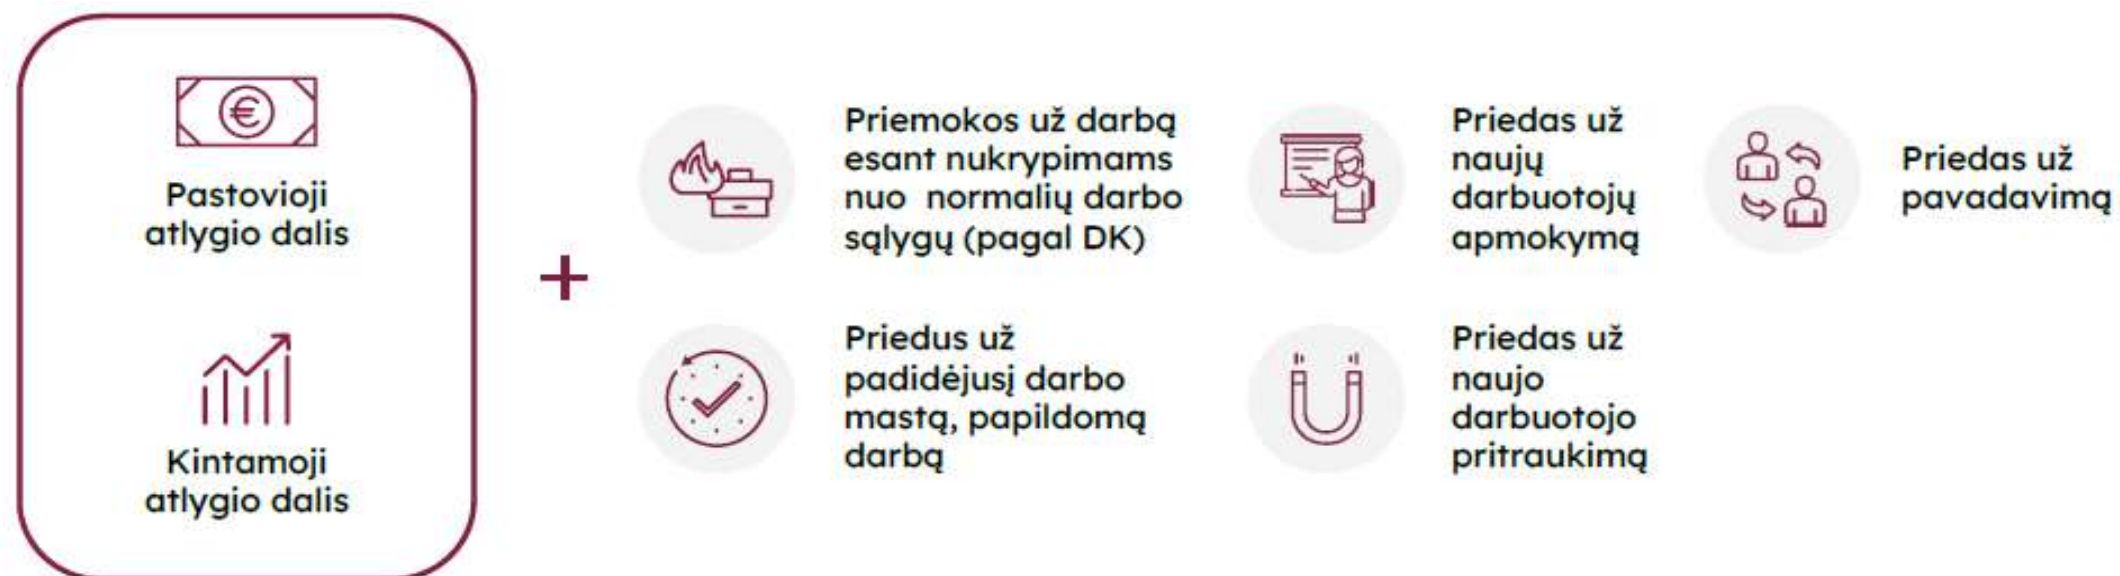 Pastovioji
atlygio dalis
Kintamoji
atlygio dalis
+
Priemokos už darbą
esant nukrypimams
nuo normalių darbo
sąlygų (pagal DK)
Priedus už
padidėjusį darbo
mastą, papildomą
darbą
Priedas už
naujų
darbuotojų
apmokymą
Priedas už
naujo
darbuotojo
pritraukimą
Priedas už
pavadavimą